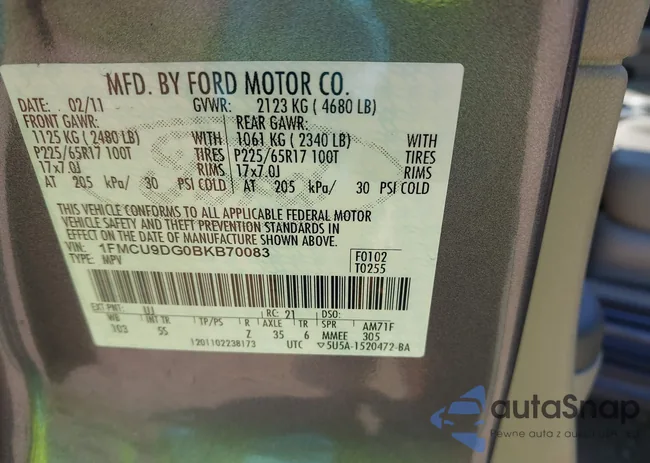 MFD. BY FORD MOTOR CO.
DATE: 02/11 GVWR: 2123 KG ( 4680 LB)
FRONT GAWR: REAR GAWR:
1125 KG ( 2480 LB) WITH 1061 KG ( 2340 LB) WITH
P225/65R17 100T TIRES P225/65R17 100T TIRES
17x7.0J RIMS 17x7.0J RIMS
AT 205 kPa/ 30 PSI COLD AT 205 kPa/ 30 PSI COLD
THIS VEHICLE CONFORMS TO ALL APPLICABLE FEDERAL MOTOR
VEHICLE SAFETY AND THEFT PREVENTION STANDARDS IN
EFFECT ON THE DATE OF MANUFACTURE SHOWN ABOVE.
VIN: 1FMCU9DG0BKB70083 F0102
TYPE: MPV T0255
EXT PNT: UJ RC: 21 DSO:
WB INT TR TP/PS R AXLE TR SPR AM71F
103 55 Z 35 6 MMEE 305
1201102238173 UTC 5U5A-1520472-BA
autaSnap
Pewne auta z aukcji